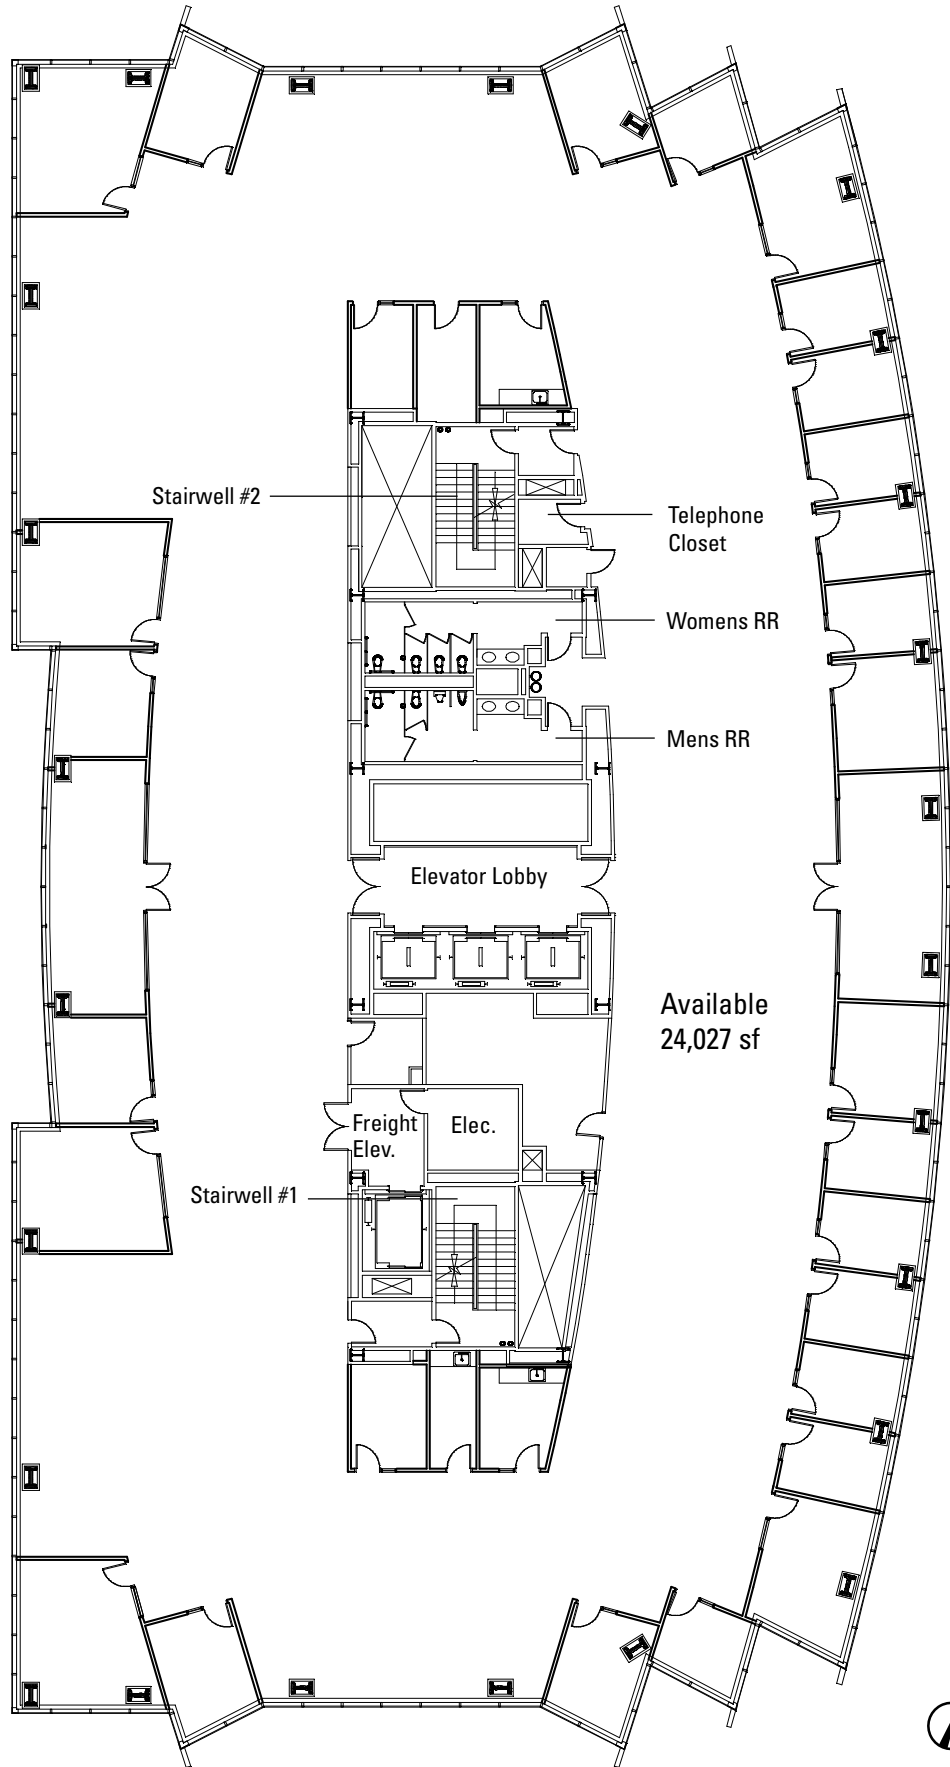 Stairwell #2
Telephone
Closet
Womens RR
Mens RR
Elevator Lobby
Available
24,027 sf
Freight
Elev.
Elec.
Stairwell #1